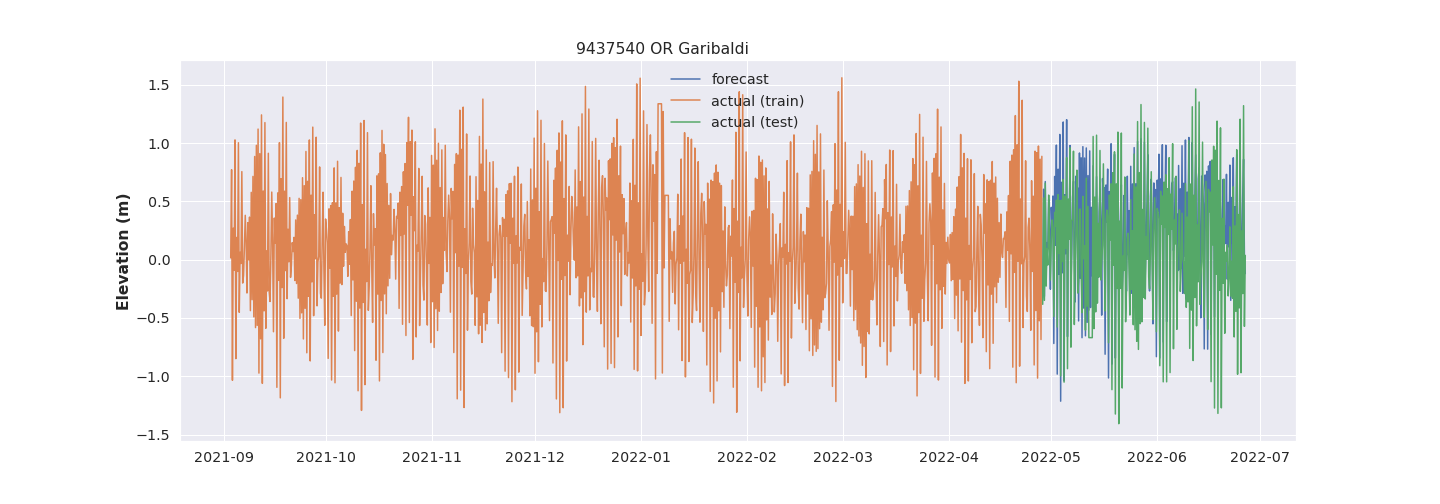 9437540 OR Garibaldi
forecast
actual (train)
actual (test)
Elevation (m)
1.5
1.0
0.5
0.0
−0.5
−1.0
−1.5
2021-09 2021-10 2021-11 2021-12 2022-01 2022-02 2022-03 2022-04 2022-05 2022-06 2022-07